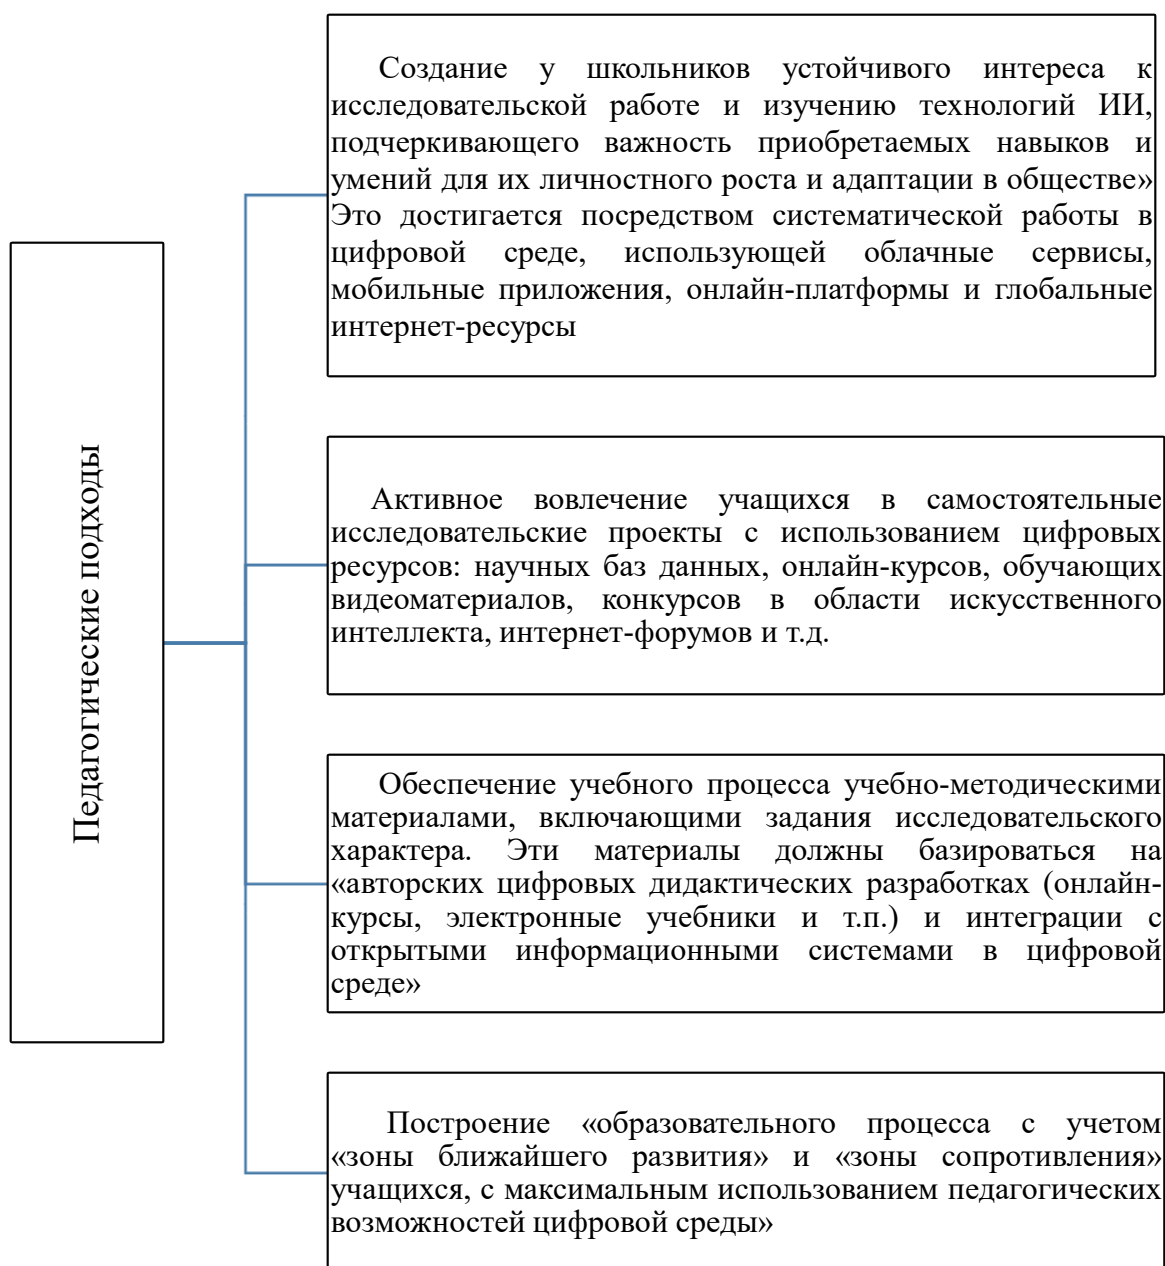 Педагогические подходы
Создание у школьников устойчивого интереса к
исследовательской работе и изучению технологий ИИ,
подчеркивающего важность приобретаемых навыков и
умений для их личностного роста и адаптации в обществе»
Это достигается посредством систематической работы в
цифровой среде, использующей облачные сервисы,
мобильные приложения, онлайн-платформы и глобальные
интернет-ресурсы
Активное вовлечение учащихся в самостоятельные
исследовательские проекты с использованием цифровых
ресурсов: научных баз данных, онлайн-курсов, обучающих
видеоматериалов, конкурсов в области искусственного
интеллекта, интернет-форумов и т.д.
Обеспечение учебного процесса учебно-методическими
материалами, включающими задания исследовательского
характера. Эти материалы должны базироваться на
«авторских цифровых дидактических разработках (онлайн-
курсы, электронные учебники и т.п.) и интеграции с
открытыми информационными системами в цифровой
среде»
Построение «образовательного процесса с учетом
«зоны ближайшего развития» и «зоны сопротивления»
учащихся, с максимальным использованием педагогических
возможностей цифровой среды»